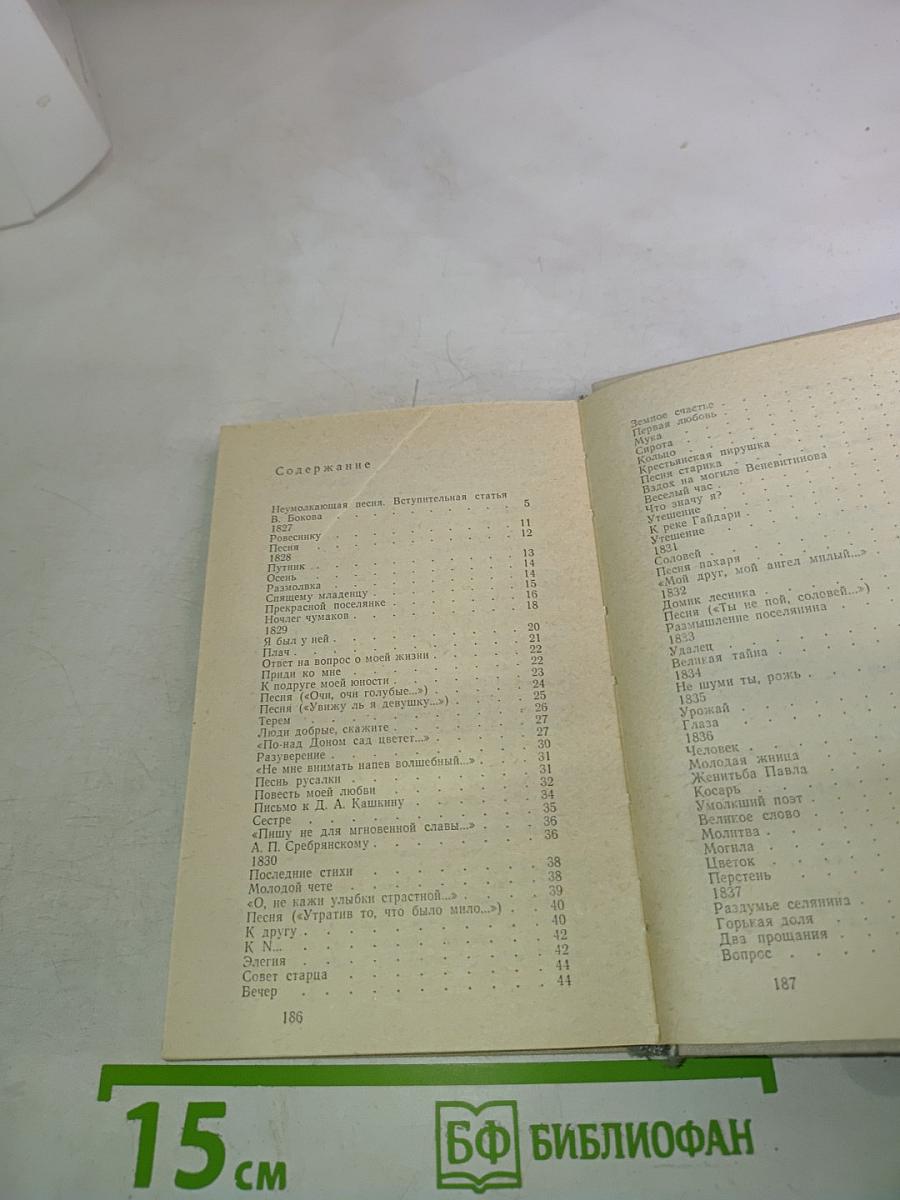 Содержание
Неумолкающая песня. Вступительная статья
В. Бокова . . . . . . . . . . 5
1827
Ровеснику . . . . . . . . . . 11
Песня . . . . . . . . . . 12
1828
Путник . . . . . . . . . . 13
Осень . . . . . . . . . . 14
Размолвка . . . . . . . . . . 14
Спящему младенцу . . . . . . . . . . 15
Прекрасной поселянке . . . . . . . . . . 16
Ночлег чумаков . . . . . . . . . . 18
1829
Я был у ней . . . . . . . . . . 20
Плач . . . . . . . . . . 21
Ответ на вопрос о моей жизни . . . . . . . . . . 22
Приди ко мне . . . . . . . . . . 22
К подруге моей юности . . . . . . . . . . 23
Песня («Очи, очи голубые...») . . . . . . . . . . 24
Песня («Увижу ль я девушку...») . . . . . . . . . . 25
Терем . . . . . . . . . . 26
Люди добрые, скажите . . . . . . . . . . 27
«По-над Доном сад цветет...» . . . . . . . . . . 27
Разуверение . . . . . . . . . . 30
«Не мне внимать напев волшебный...» . . . . . . . . . . 31
Песнь русалки . . . . . . . . . . 31
Повесть моей любви . . . . . . . . . . 32
Письмо к Д. А. Кашкину . . . . . . . . . . 34
Сестре . . . . . . . . . . 35
«Пишу не для мгновенной славы...» . . . . . . . . . . 36
А. П. Сребрянскому . . . . . . . . . . 36
1830
Последние стихи . . . . . . . . . . 38
Молодой чете . . . . . . . . . . 38
«О, не кажи улыбки страстной...» . . . . . . . . . . 39
Песня («Утратив то, что было мило...») . . . . . . . . . . 40
К другу . . . . . . . . . . 40
К N... . . . . . . . . . . 42
Элегия . . . . . . . . . . 42
Совет старца . . . . . . . . . . 44
Вечер . . . . . . . . . . 44
186
Земное счастье
Первая любовь
Мука
Сирота
Кольцо
Крестьянская пирушка
Песня старика
Вздох на могиле Веневитинова
Веселый час
Что значу я?
Утешение
К реке Гайдари
Утешение
1831
Соловей
Песня пахаря
«Мой друг, мой ангел милый...»
1832
Домик лесника
Песня («Ты не пой, соловей...»)
Размышление поселянина
1833
Удалец
Великая тайна
1834
Не шуми ты, рожь
1835
Урожай
Глаза
1836
Человек
Молодая жница
Женитьба Павла
Косарь
Умолкший поэт
Великое слово
Молитва
Могила
Цветок
Перстень
1837
Раздумье селянина
Горькая доля
Два прощания
Вопрос
187
15 см
БФ БИБЛИОФАН